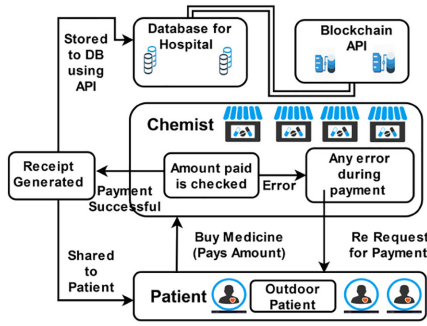 Stored
to DB
using
API
Database for
Hospital
Blockchain
API
Chemist
Receipt
Generated
Amount paid
is checked
Any error
during
payment
Error
Payment
Successful
Buy Medicine
(Pays Amount)
Re Request
for Payment
Shared
to
Patient
Patient
Outdoor
Patient